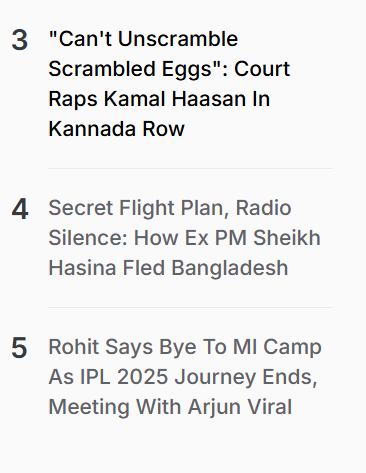 3 "Can't Unscramble
Scrambled Eggs": Court
Raps Kamal Haasan In
Kannada Row
4 Secret Flight Plan, Radio
Silence: How Ex PM Sheikh
Hasina Fled Bangladesh
5 Rohit Says Bye To MI Camp
As IPL 2025 Journey Ends,
Meeting With Arjun Viral